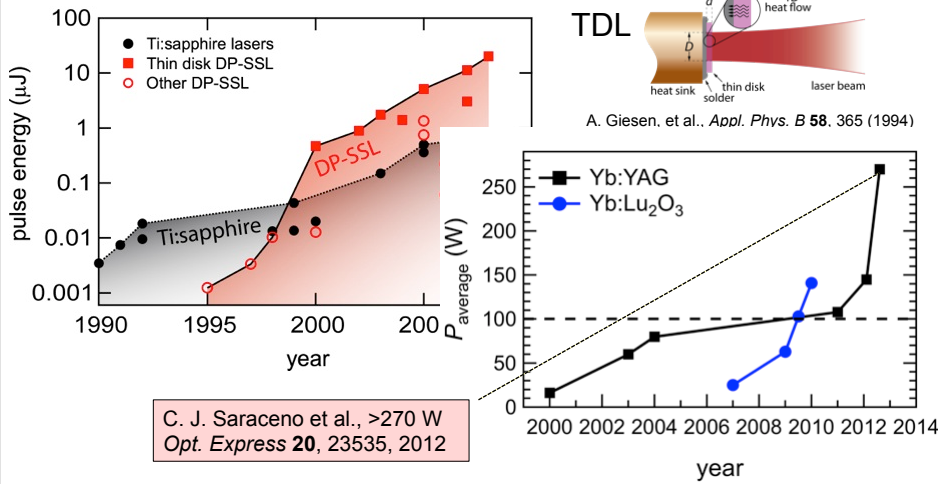 100
10
1
0.1
0.01
0.001
pulse energy (μJ)
Ti:sapphire lasers
Thin disk DP-SSL
Other DP-SSL
DP-SSL
Ti:sapphire
1990
1995
2000
200
year
TDL
heat flow
D
heat sink
solder
thin disk
laser beam
A. Giesen, et al., Appl. Phys. B 58, 365 (1994)
Yb:YAG
Yb:Lu2O3
250
200
150
100
50
0
Paverage (W)
2000 2002 2004 2006 2008 2010 2012 2014
year
C. J. Saraceno et al., >270 W
Opt. Express 20, 23535, 2012